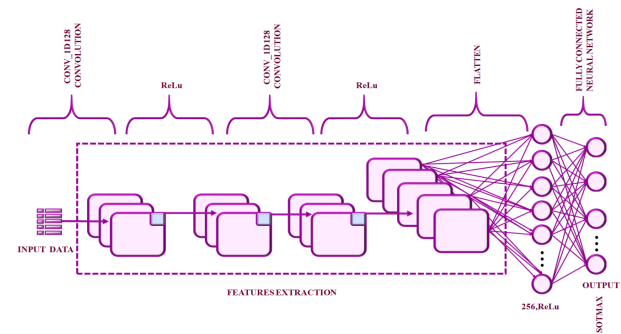 CONV_1D128
CONVOLUTION
ReLu
CONV_1D128
CONVOLUTION
ReLu
FLATTEN
FULLY CONNECTED
NEURAL NETWORK
INPUT DATA
FEATURES EXTRACTION
256,ReLu
OUTPUT
SOTMAX